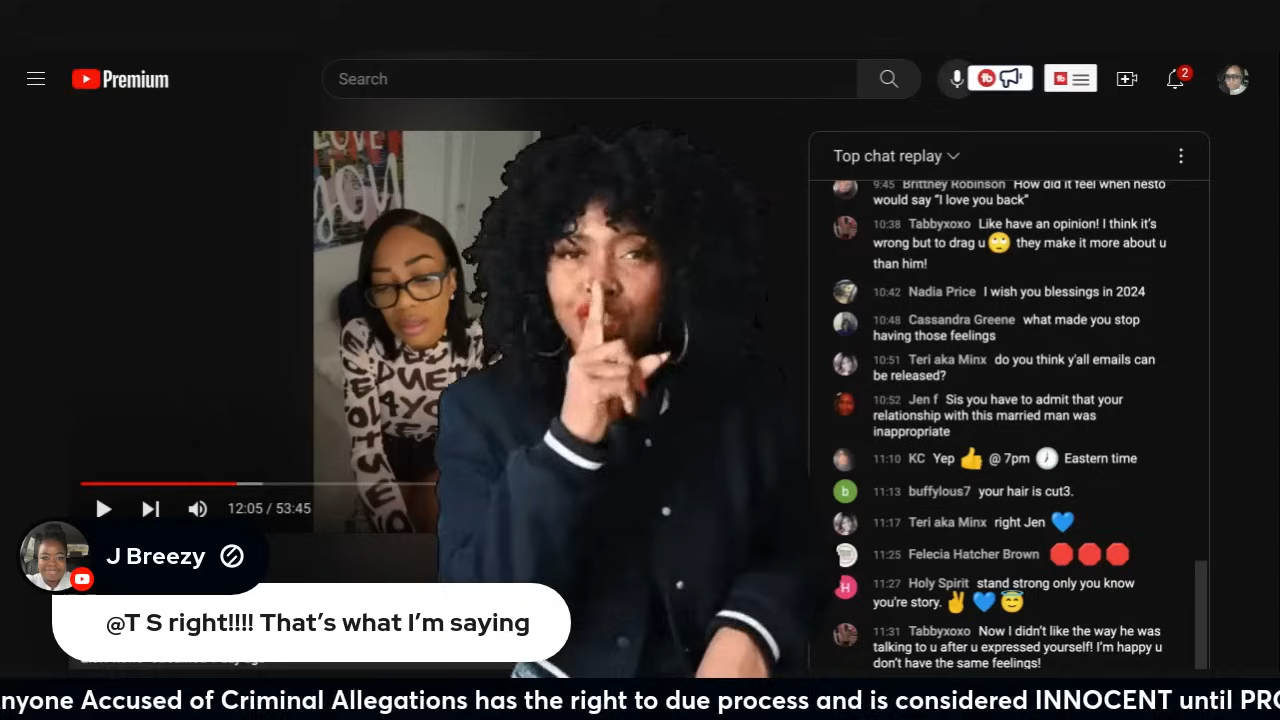 Premium
Search
2
LOVE
you
Top chat replay
9:45 Brittney Robinson How did it feel when nesto
would say "I love you back"
10:38 Tabbyxoxo Like have an opinion! I think it's
wrong but to drag u🙄 they make it more about u
than him!
10:42 Nadia Price I wish you blessings in 2024
10:48 Cassandra Greene what made you stop
having those feelings
10:51 Teri aka Minx do you think y'all emails can
be released?
10:52 Jen f Sis you have to admit that your
relationship with this married man was
inappropriate
11:10 KC Yep 👍 @ 7pm 🕖 Eastern time
b 11:13 buffylous7 your hair is cut3.
11:17 Teri aka Minx right Jen 💙
11:25 Felecia Hatcher Brown 🛑🛑🛑
H 11:27 Holy Spirit stand strong only you know
you're story. ✌️ 💙 😇
11:31 Tabbyxoxo Now I didn't like the way he was
talking to u after u expressed yourself! I'm happy u
don't have the same feelings!
DUET
12:05 / 53:45
J Breezy
@T S right!!!! That's what I'm saying
nyone Accused of Criminal Allegations has the right to due process and is considered INNOCENT until PRO